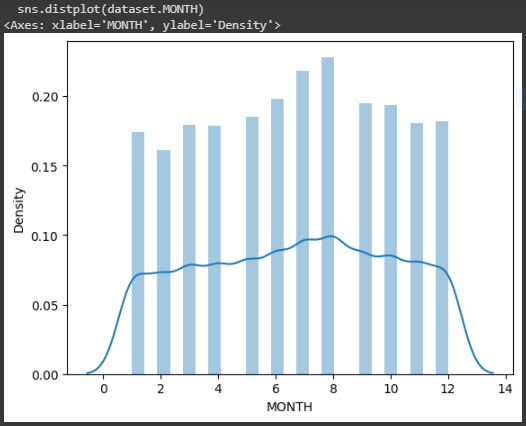 sns.distplot(dataset.MONTH)
<Axes: xlabel='MONTH', ylabel='Density'>
0.20
0.15
0.10
0.05
0.00
Density
0 2 4 6 8 10 12 14
MONTH